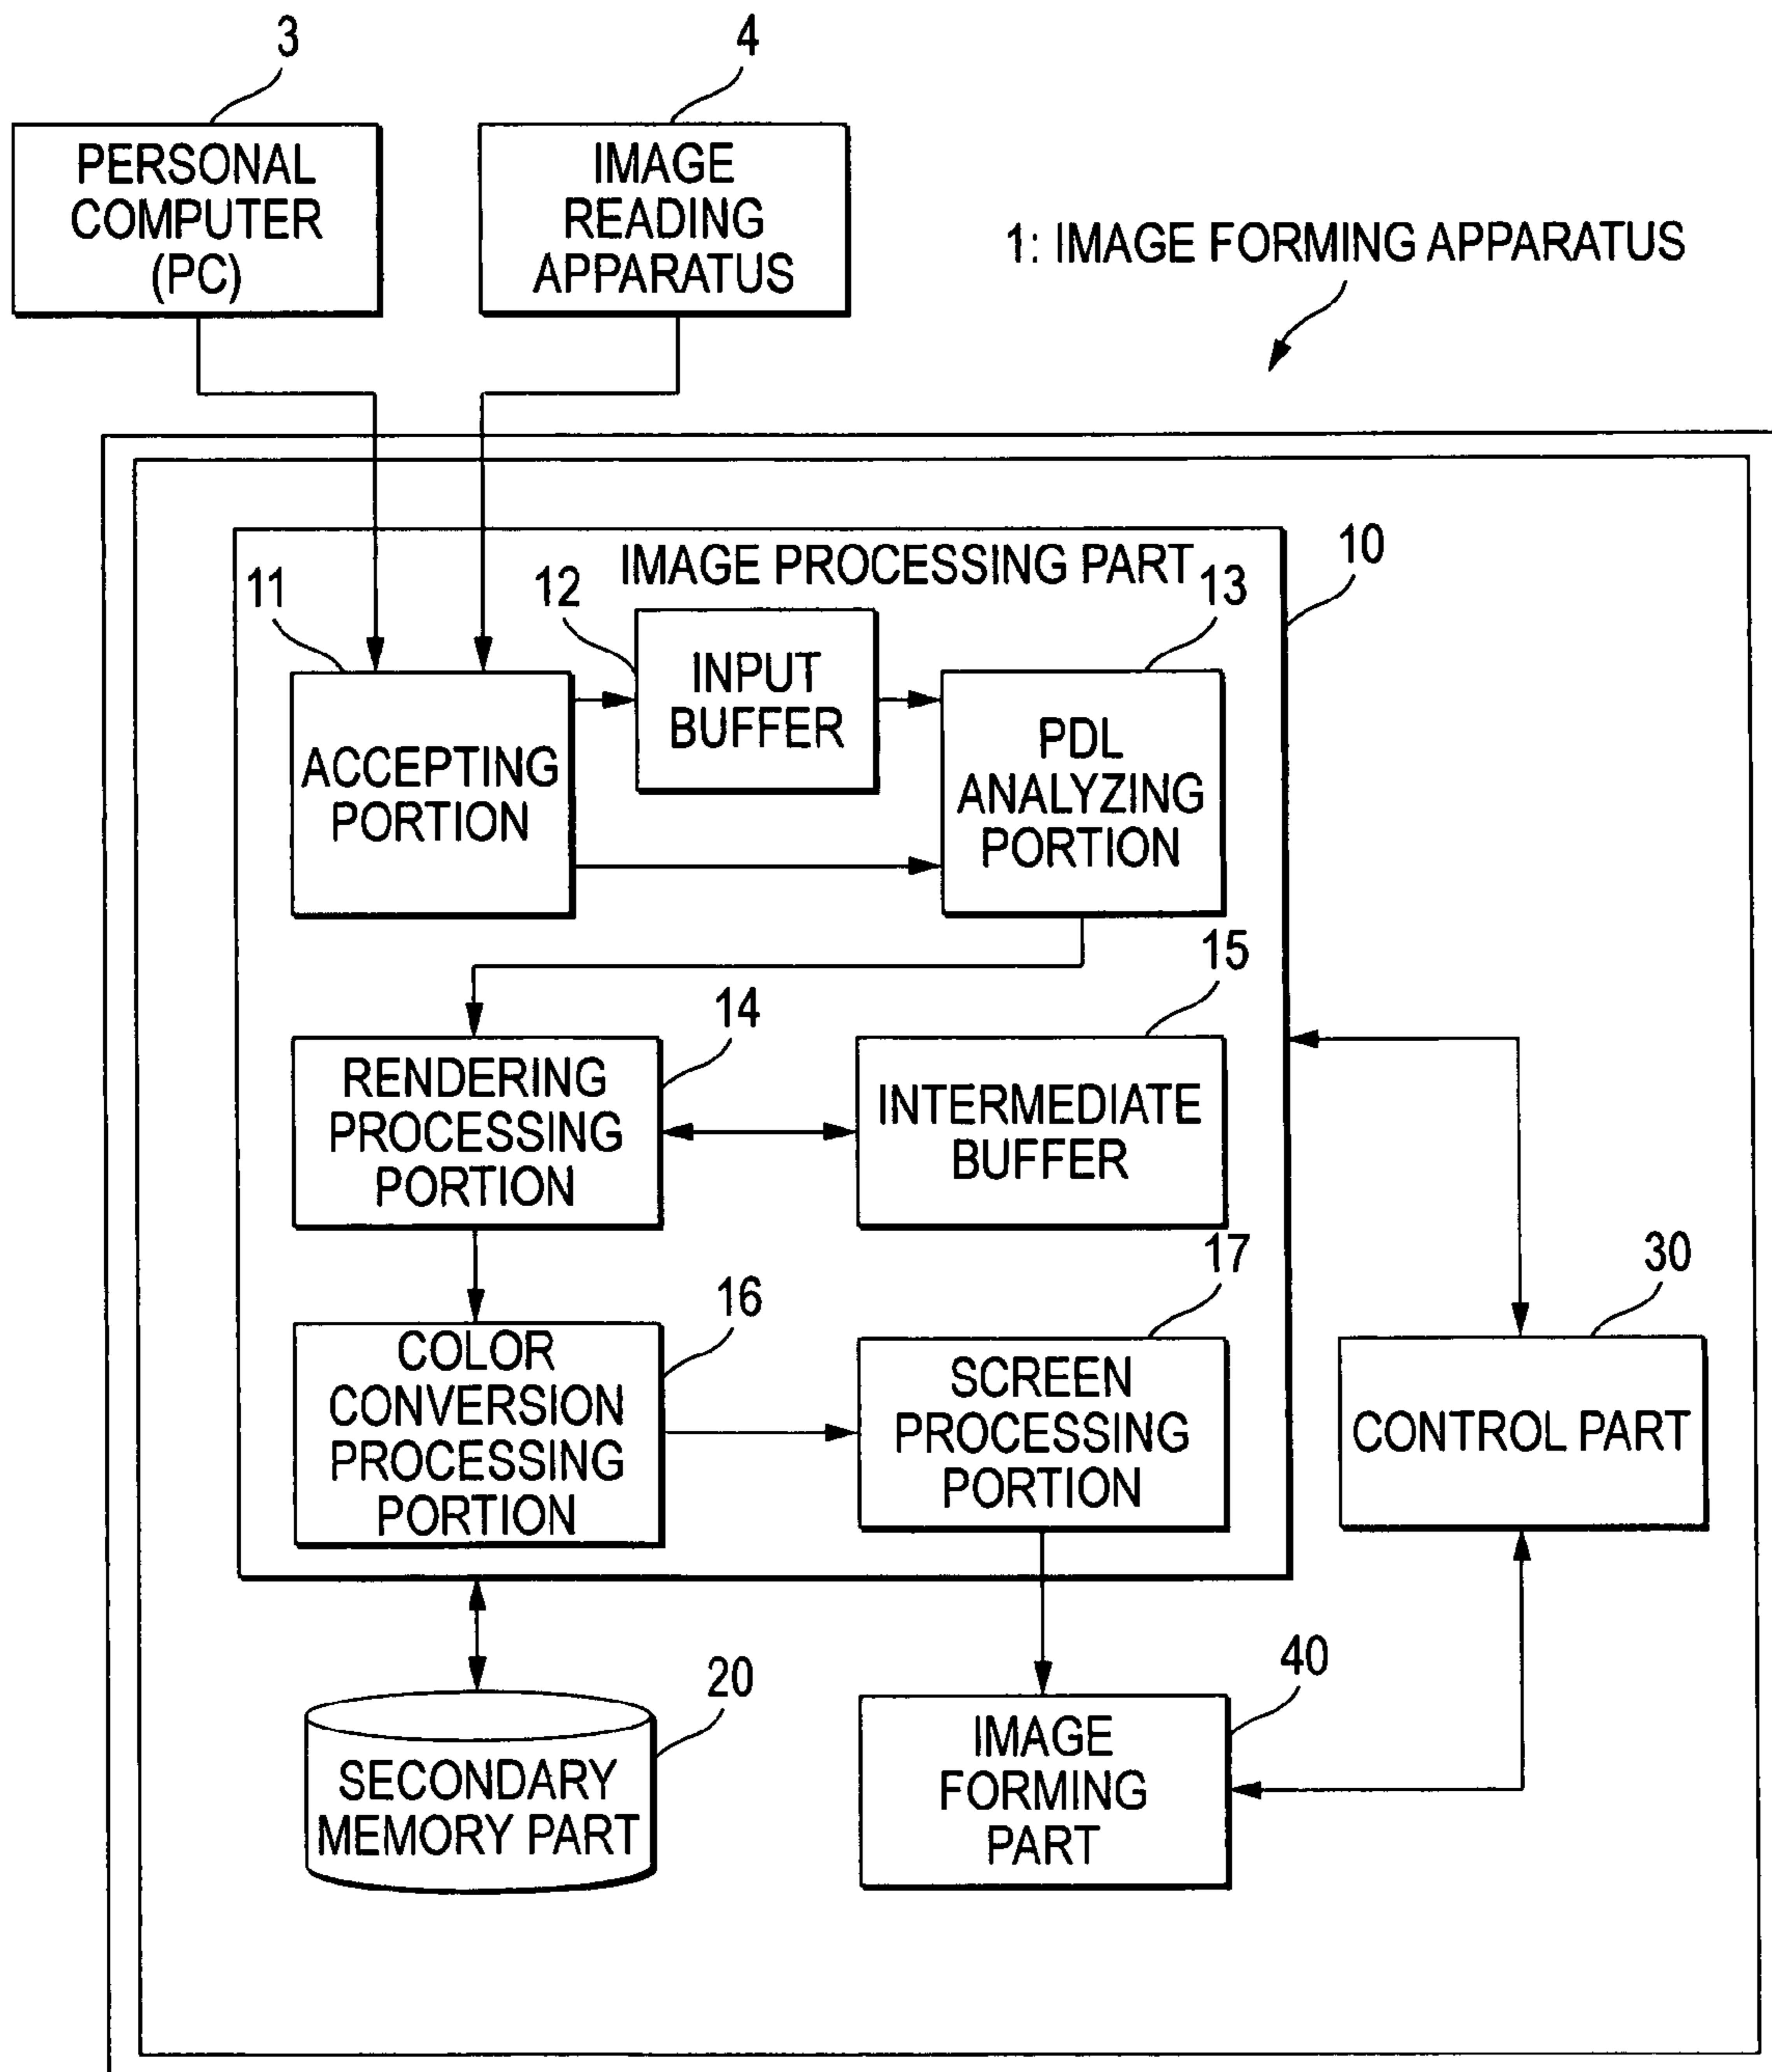 3
4
PERSONAL
COMPUTER
(PC)
IMAGE
READING
APPARATUS
1: IMAGE FORMING APPARATUS
IMAGE PROCESSING PART
10
11
12
13
INPUT
BUFFER
ACCEPTING
PORTION
PDL
ANALYZING
PORTION
14
15
RENDERING
PROCESSING
PORTION
INTERMEDIATE
BUFFER
16
17
30
COLOR
CONVERSION
PROCESSING
PORTION
SCREEN
PROCESSING
PORTION
CONTROL PART
20
40
SECONDARY
MEMORY PART
IMAGE
FORMING
PART